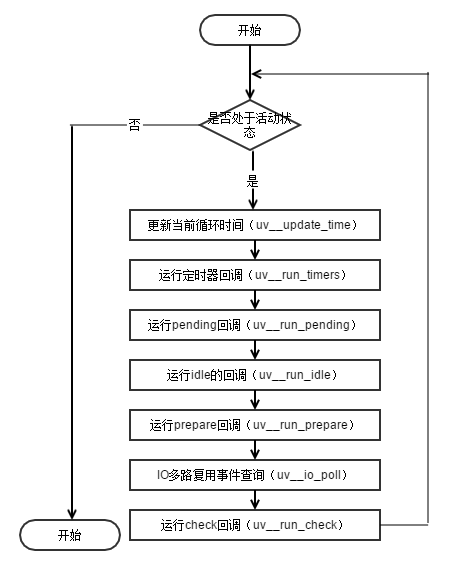 开始
是否处于活动状
态
否
是
更新当前循环时间（uv__update_time）
运行定时器回调（uv__run_timers）
运行pending回调（uv__run_pending）
运行idle的回调（uv__run_idle）
运行prepare回调（uv__run_prepare）
IO多路复用事件查询（uv__io_poll）
运行check回调（uv__run_check）
开始